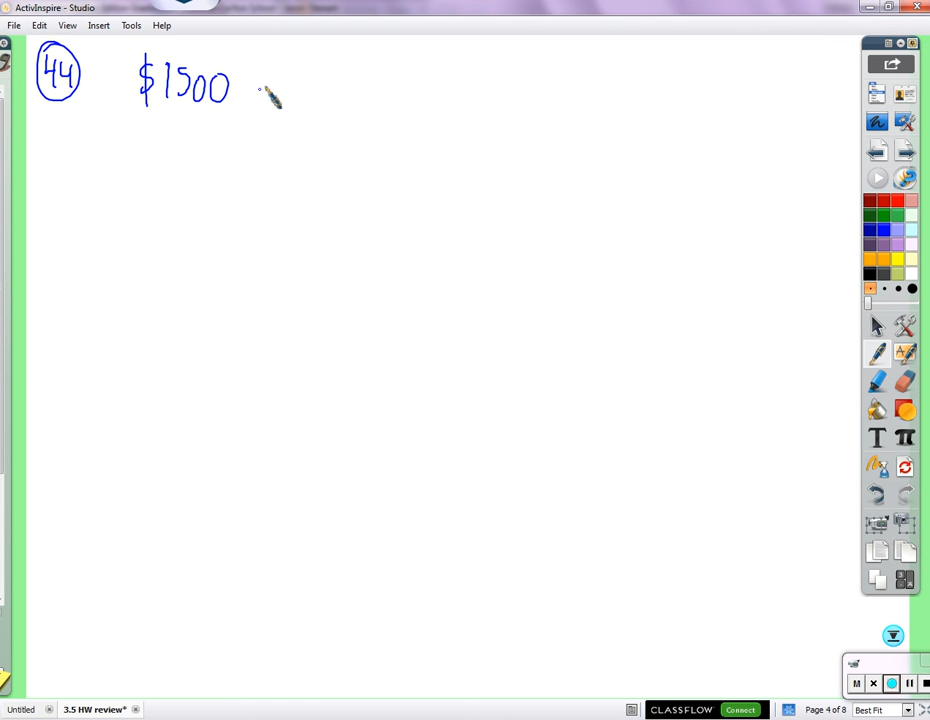 ActivInspire - Studio
File Edit View Insert Tools Help
44 $1500
M
Untitled 3.5 HW review* CLASSFLOW Connect Page 4 of 8 Best Fit